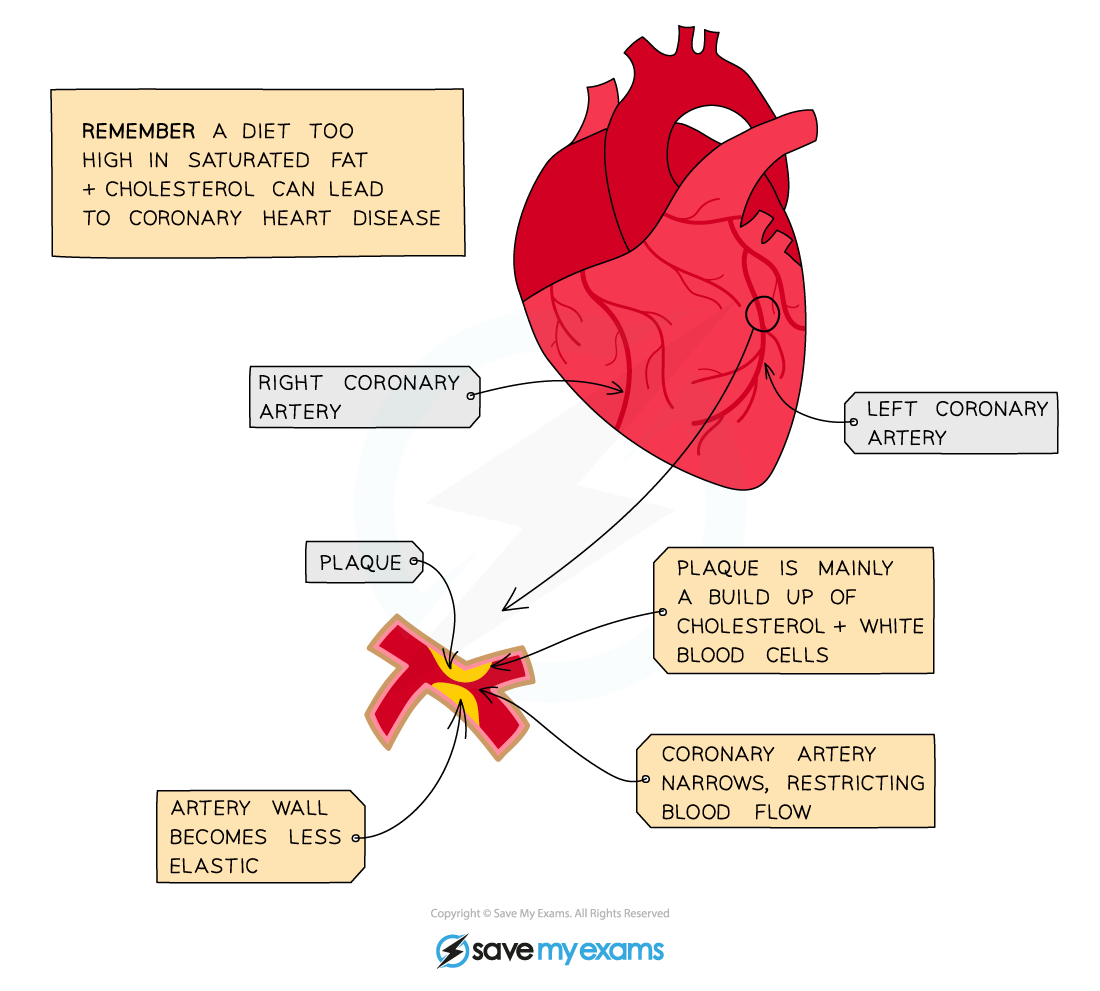 REMEMBER A DIET TOO
HIGH IN SATURATED FAT
+ CHOLESTEROL CAN LEAD
TO CORONARY HEART DISEASE
RIGHT CORONARY
ARTERY
LEFT CORONARY
ARTERY
PLAQUE
PLAQUE IS MAINLY
A BUILD UP OF
CHOLESTEROL + WHITE
BLOOD CELLS
CORONARY ARTERY
NARROWS, RESTRICTING
BLOOD FLOW
ARTERY WALL
BECOMES LESS
ELASTIC
Copyright © Save My Exams. All Rights Reserved
save my exams